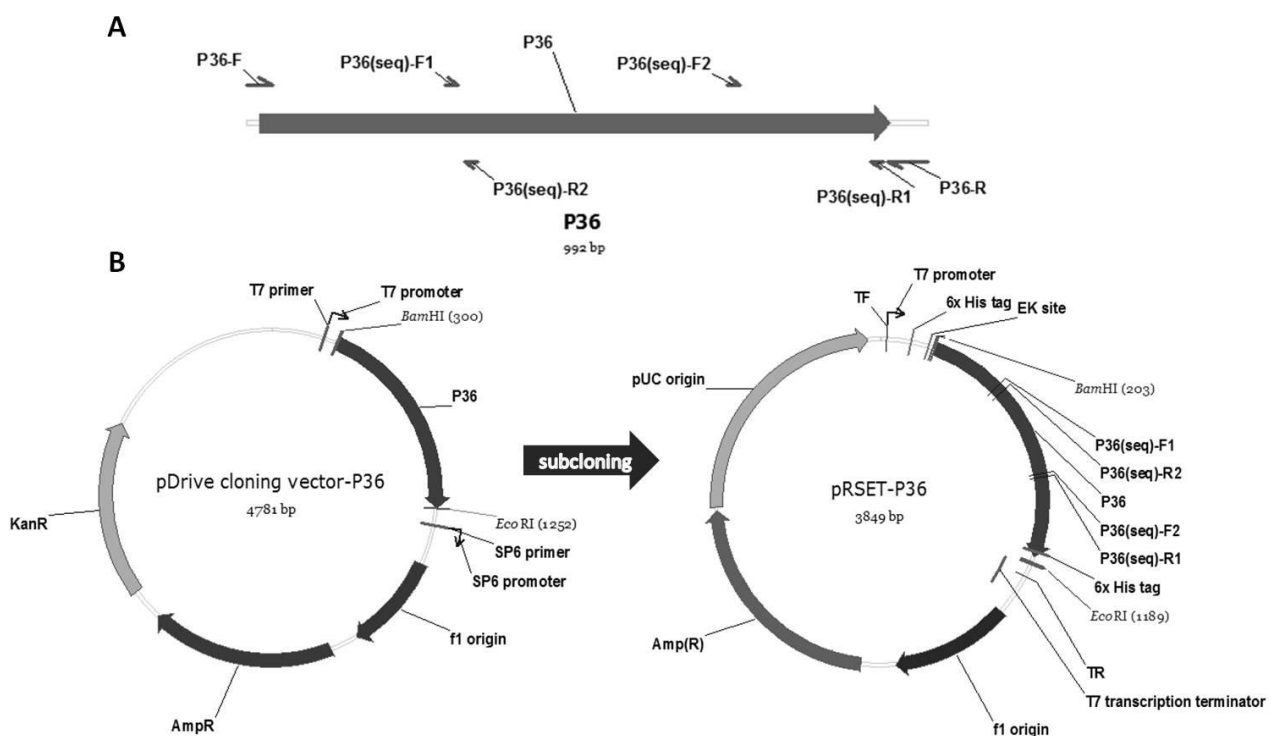 A
P36-F
P36(seq)-F1
P36
P36(seq)-F2
P36(seq)-R2
P36(seq)-R1
P36-R
P36
992 bp
B
T7 primer
T7 promoter
BamHI (300)
P36
pDrive cloning vector-P36
4781 bp
KanR
EcoRI (1252)
SP6 primer
SP6 promoter
f1 origin
AmpR
subcloning
TF
T7 promoter
6x His tag
EK site
pUC origin
BamHI (203)
P36(seq)-F1
P36(seq)-R2
P36
P36(seq)-F2
P36(seq)-R1
pRSET-P36
3849 bp
6x His tag
EcoRI (1189)
Amp(R)
TR
T7 transcription terminator
f1 origin